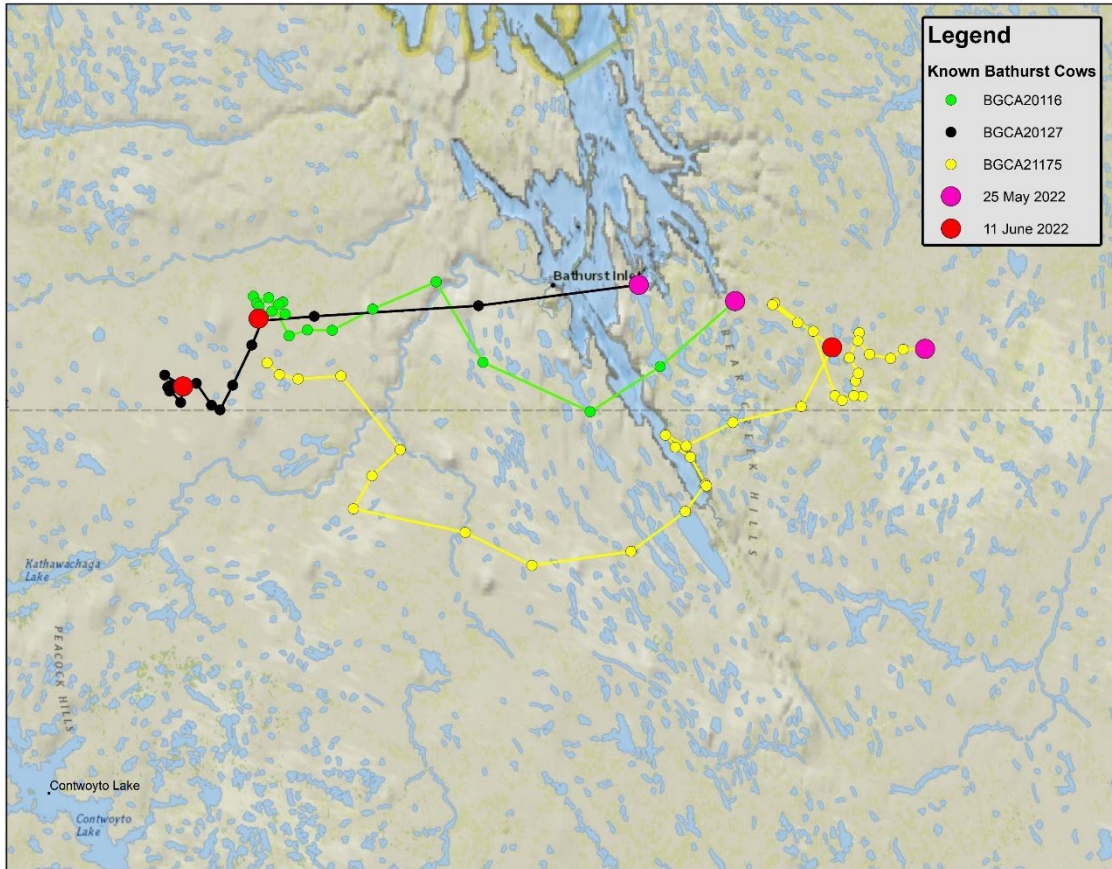 Legend
Known Bathurst Cows
BGCA20116
BGCA20127
BGCA21175
25 May 2022
11 June 2022
Bathurst Inlet
BEAR CREEK HILLS
Kathawachaga
Lake
PEACOCK HILLS
Contwoyto Lake
Contwoyto
Lake